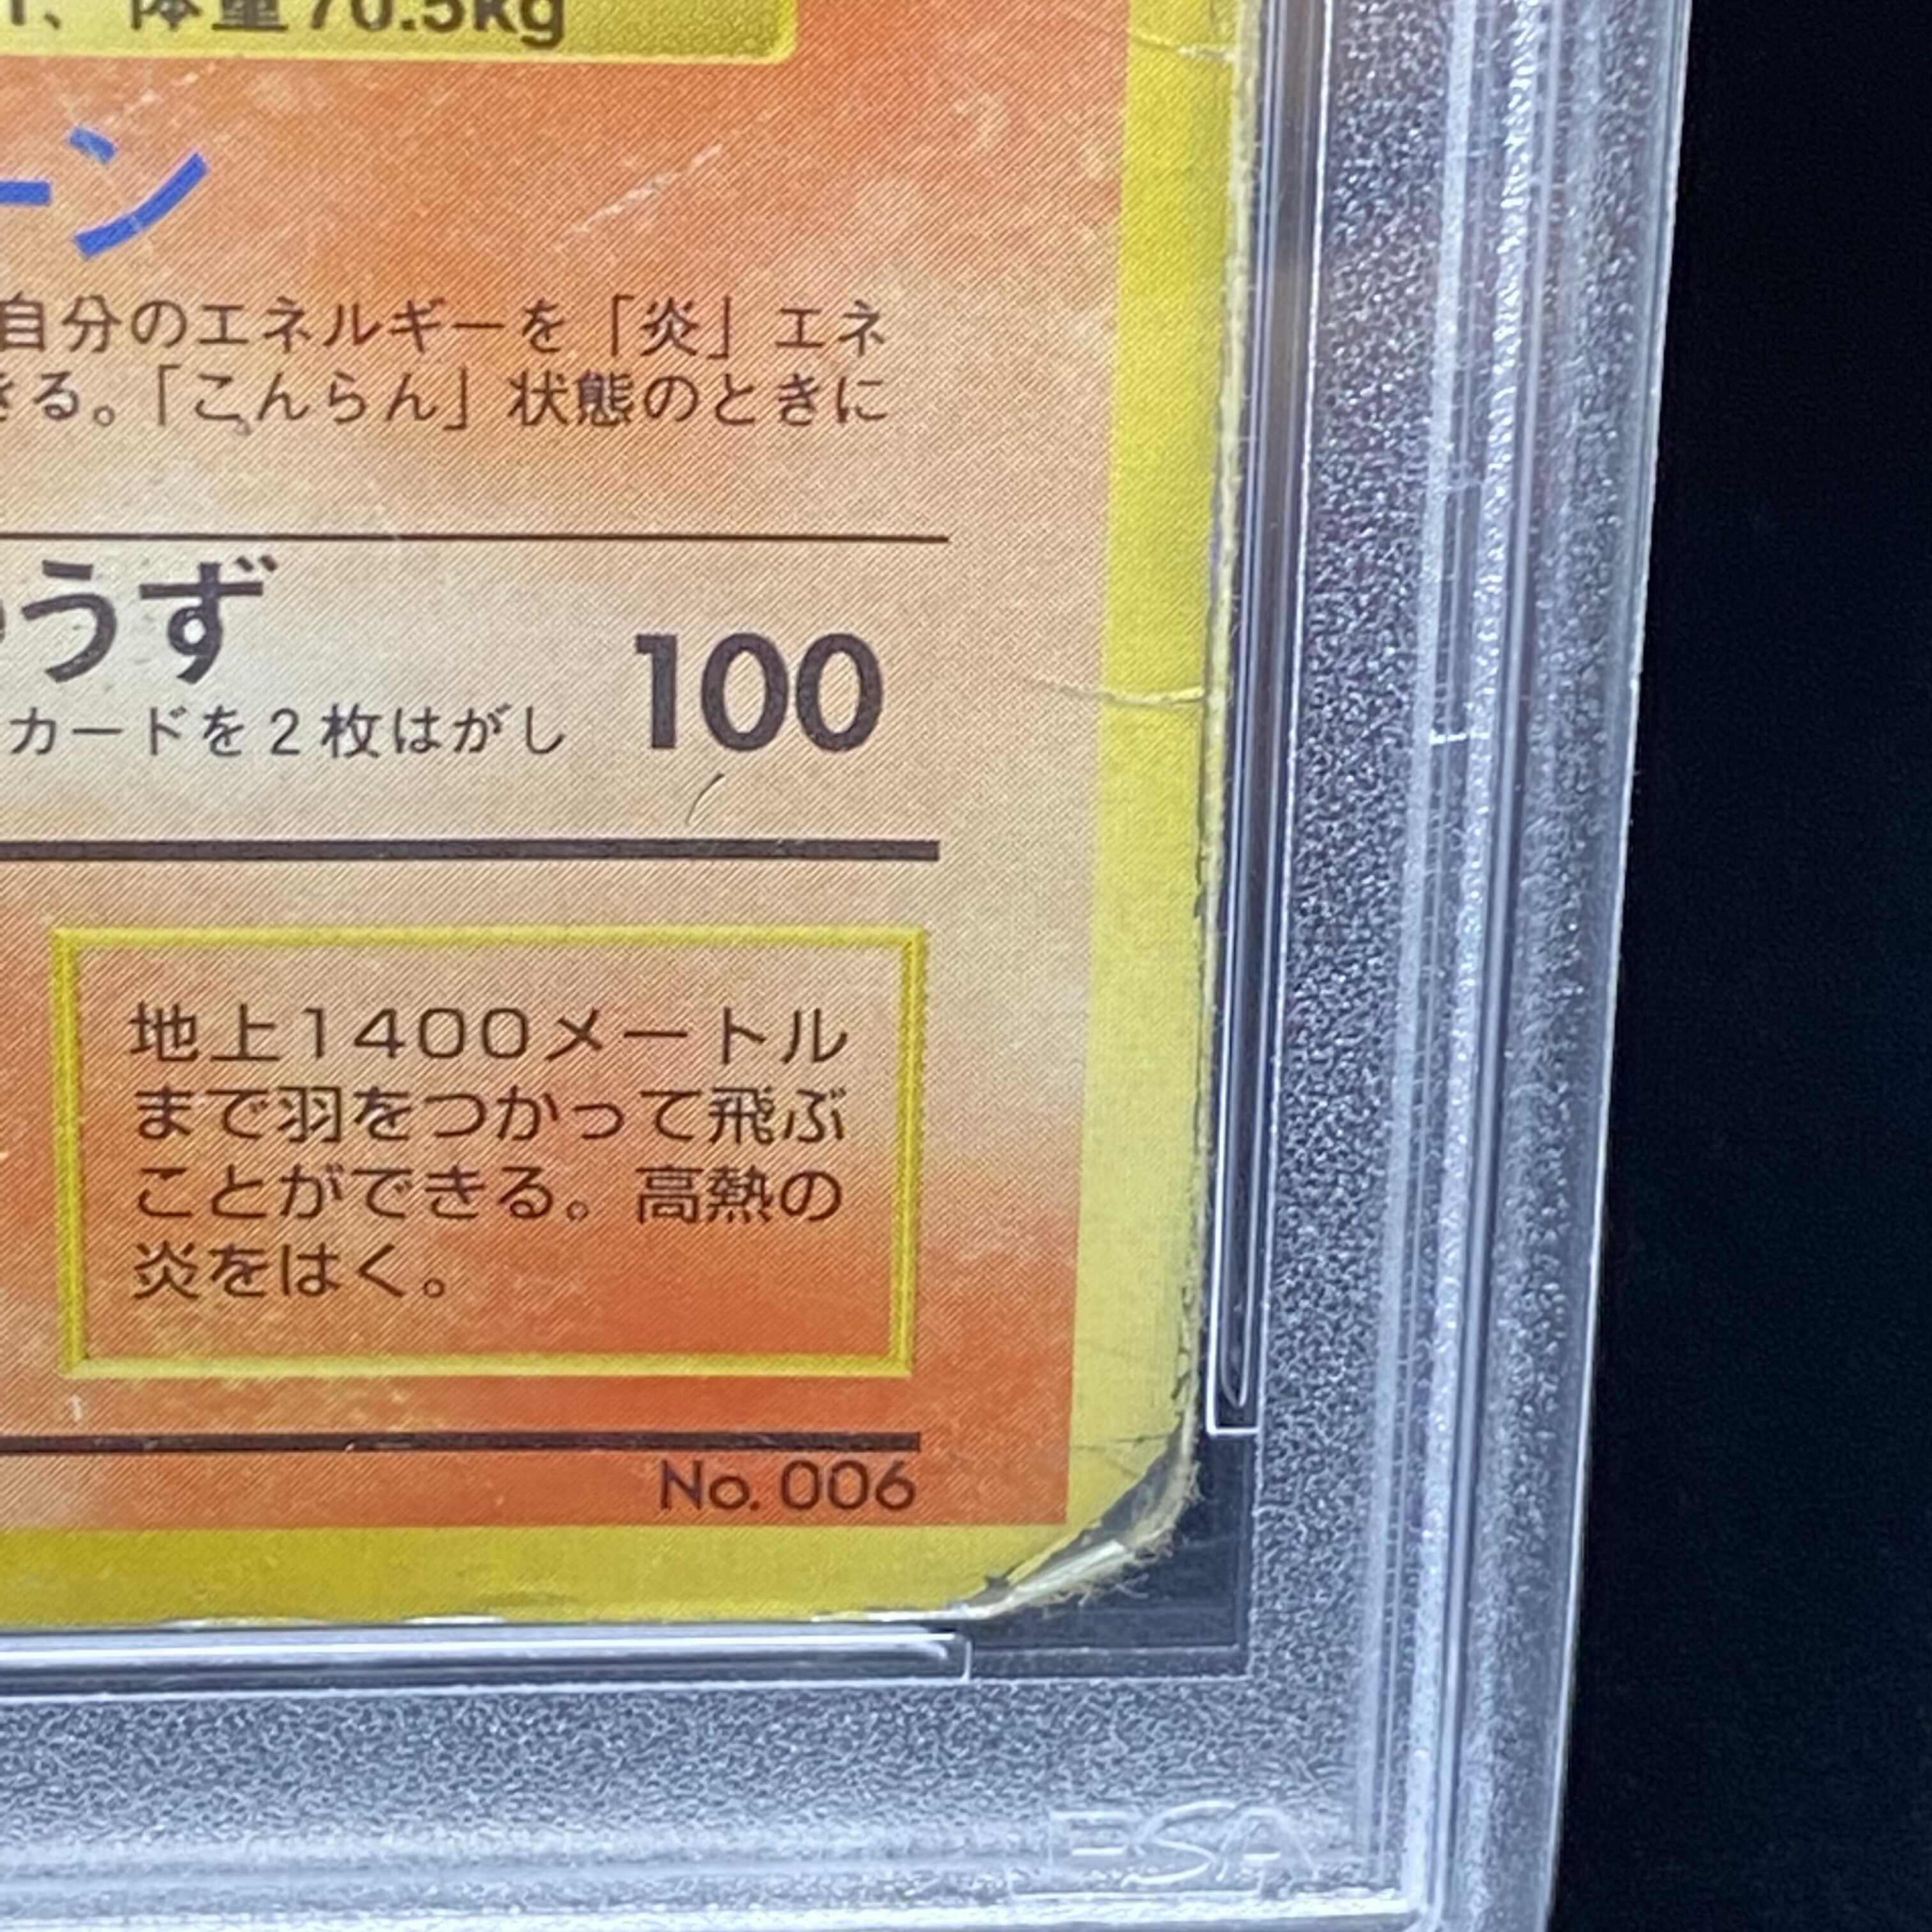 、体重70.5kg
ーン
自分のエネルギーを「炎」エネ
きる。「こんらん」状態のときに
うず
100
カードを2枚はがし
地上1400メートル
まで羽をつかって飛ぶ
ことができる。高熱の
炎をはく。
No. 006
PSA